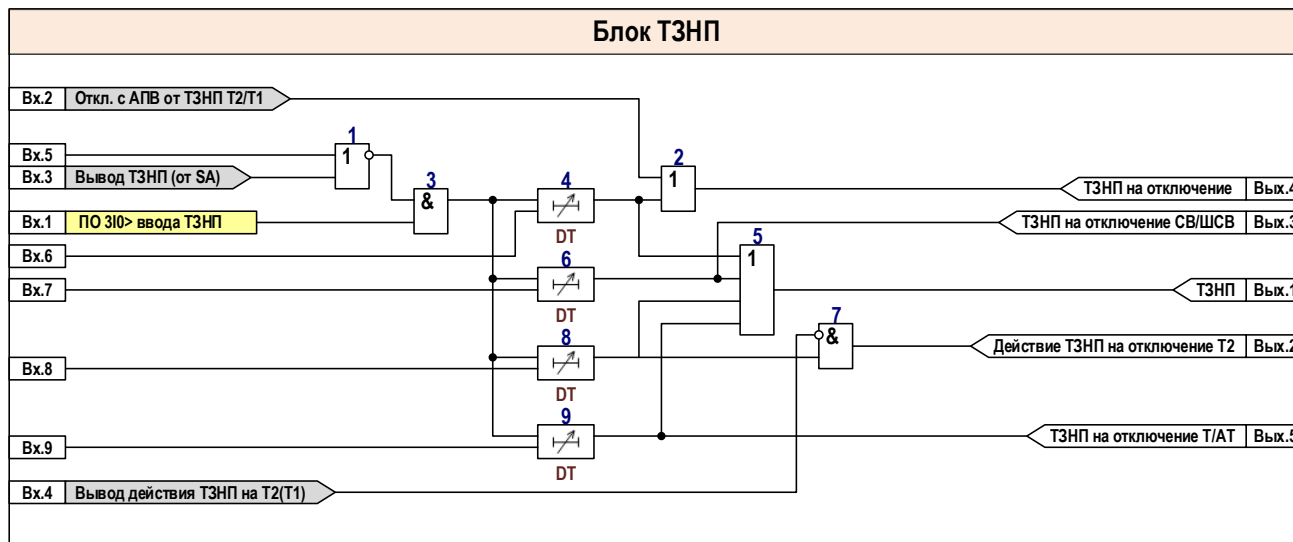 Блок ТЗНП
Вх.2 Откл. с АПВ от ТЗНП Т2/Т1
1
Вх.5
1
2
Вх.3 Вывод ТЗНП (от SA)
3
1
ТЗНП на отключение Вых.4
4
&
Вх.1 ПО 3I0> ввода ТЗНП
ТЗНП на отключение СВ/ШСВ Вых.3
DT
5
Вх.6
6
1
Вх.7
ТЗНП Вых.1
DT
7
8
&
Действие ТЗНП на отключение Т2 Вых.2
Вх.8
DT
9
ТЗНП на отключение Т/АТ Вых.5
Вх.9
DT
Вх.4 Вывод действия ТЗНП на Т2(Т1)